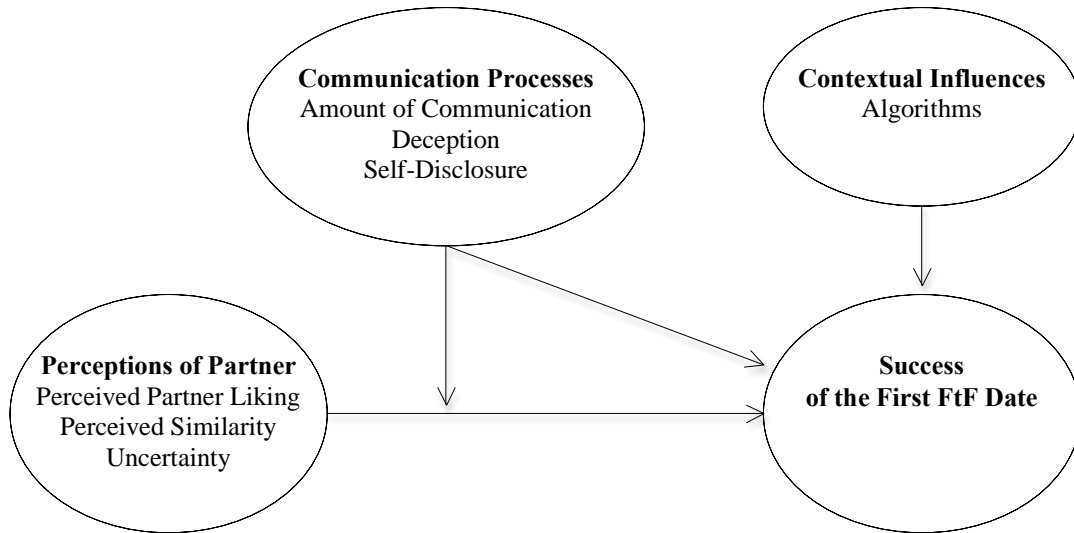 Communication Processes
Amount of Communication
Deception
Self-Disclosure
Contextual Influences
Algorithms
Perceptions of Partner
Perceived Partner Liking
Perceived Similarity
Uncertainty
Success
of the First FtF Date